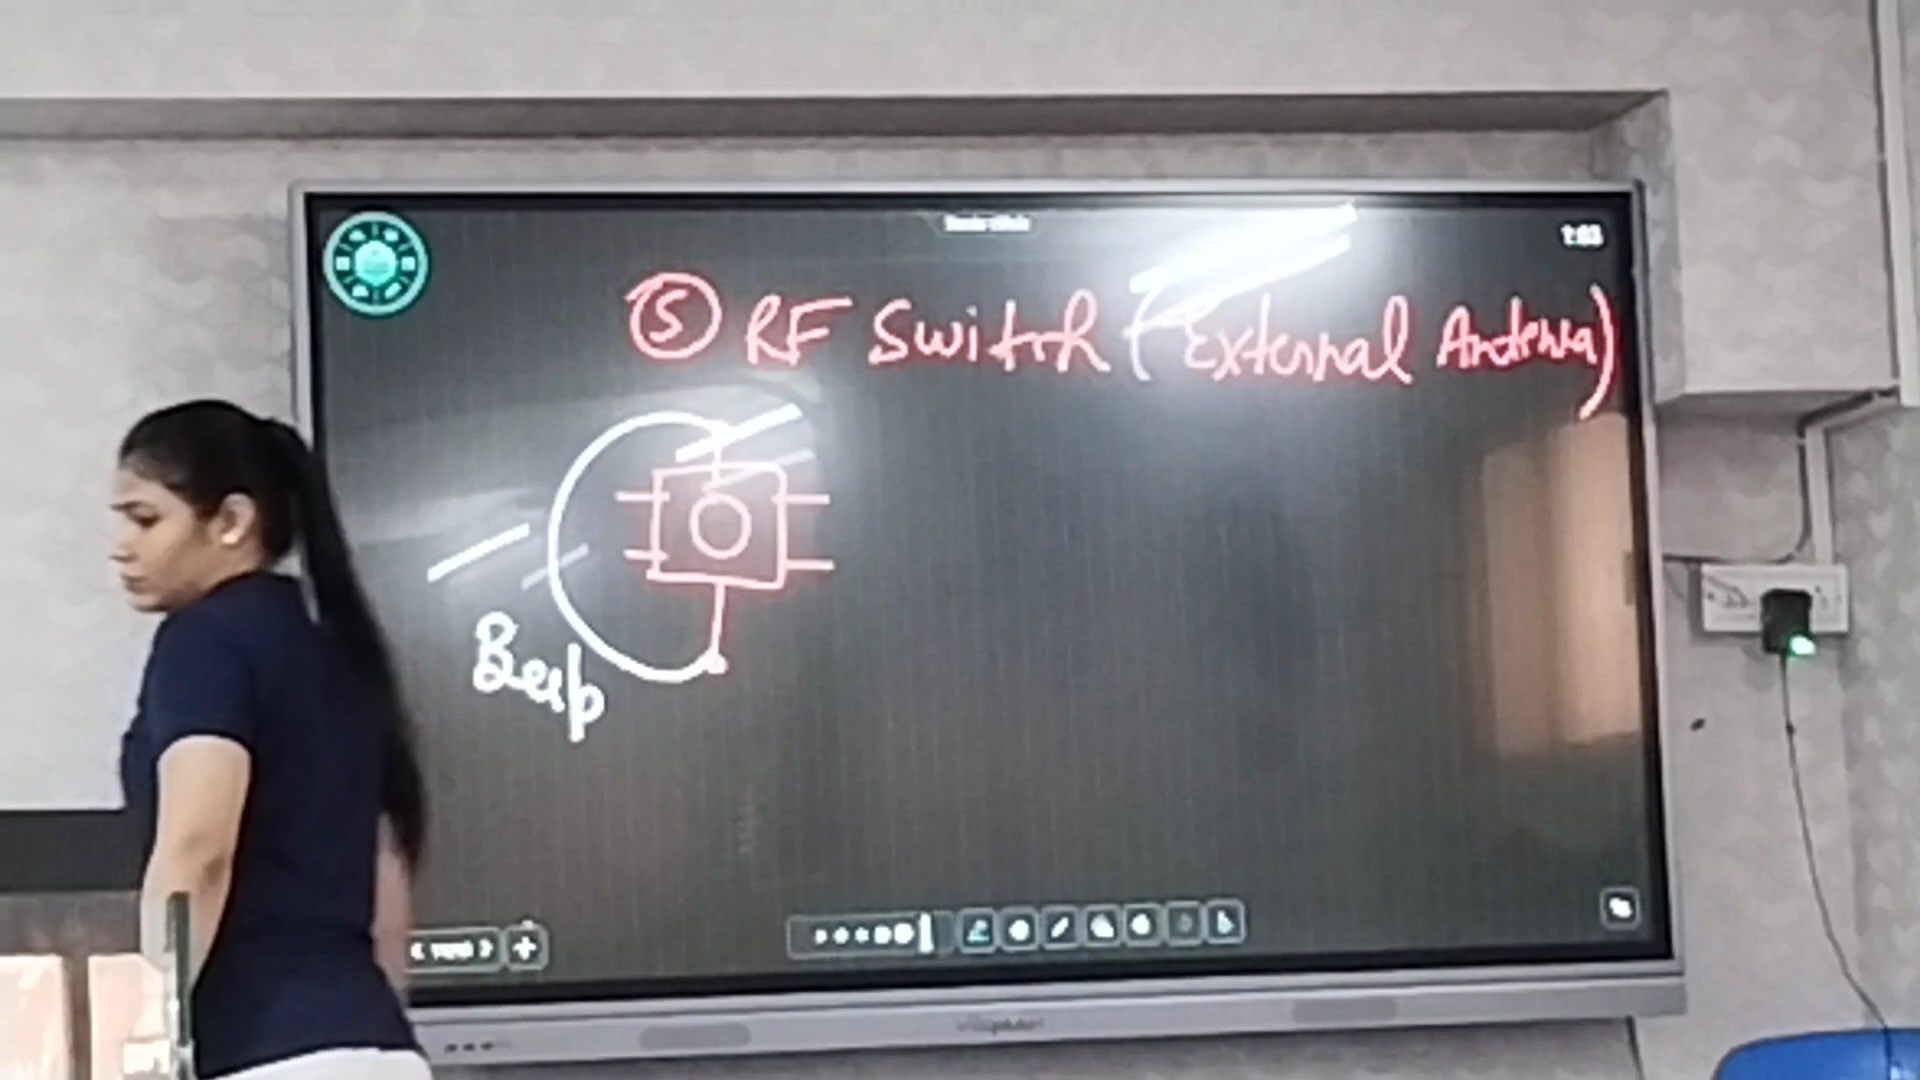 ⑤ RF Switch (External Antenna)
Beep